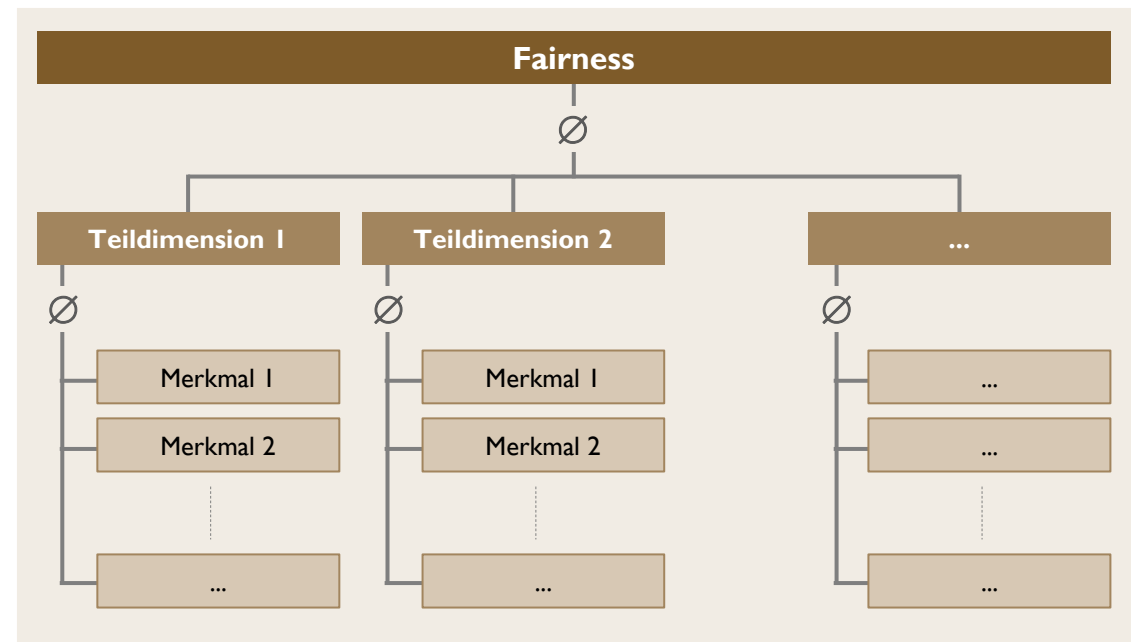 Fairness
∅
Teildimension 1
Teildimension 2
...
∅
∅
∅
Merkmal 1
Merkmal 1
...
Merkmal 2
Merkmal 2
...
...
...
...